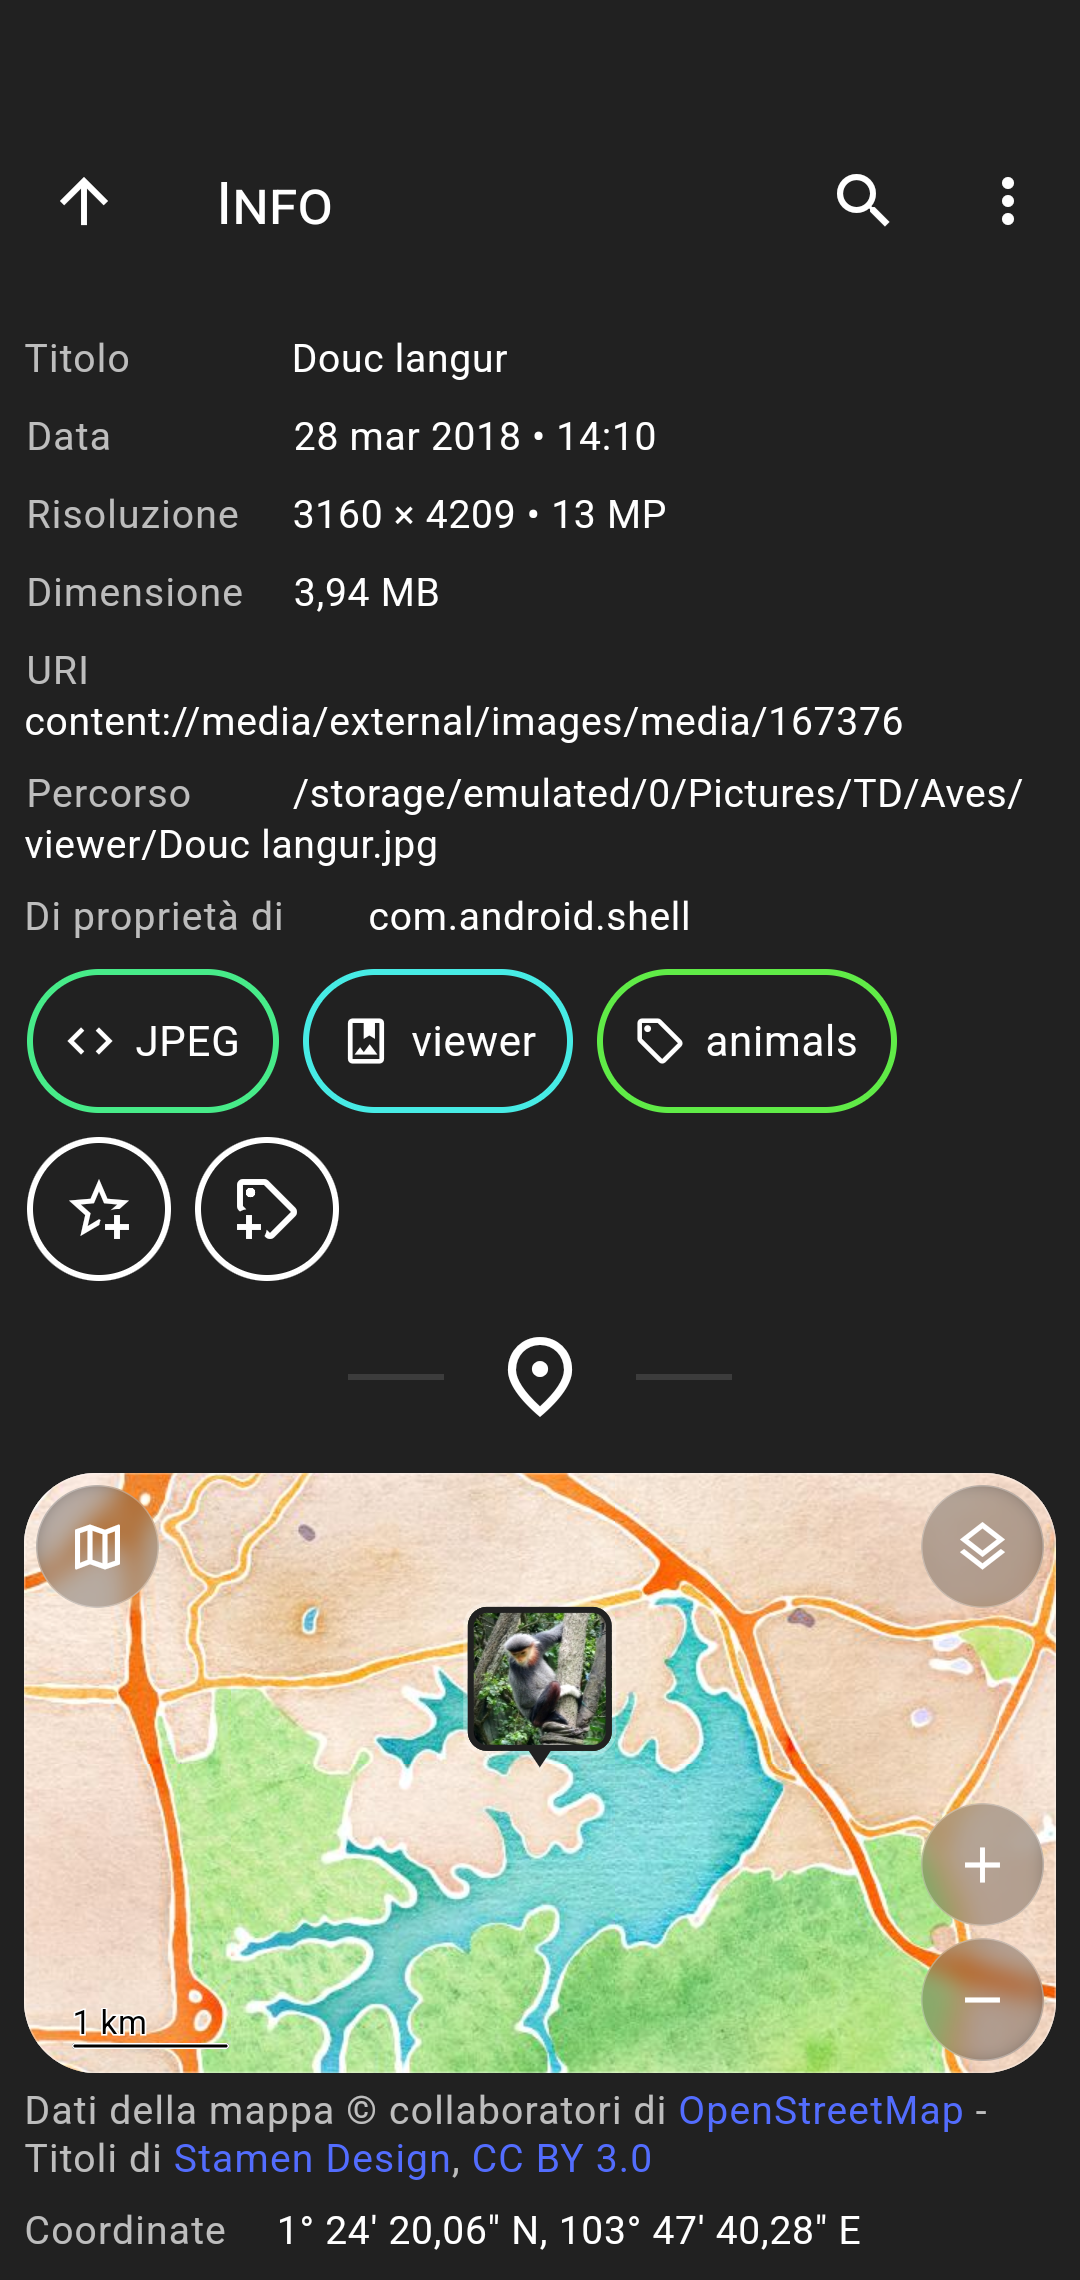 Info
Titolo Douc langur
Data 28 mar 2018 • 14:10
Risoluzione 3160 × 4209 • 13 MP
Dimensione 3,94 MB
URI
content://media/external/images/media/167376
Percorso /storage/emulated/0/Pictures/TD/Aves/
viewer/Douc langur.jpg
Di proprietà di com.android.shell
JPEG viewer animals
1 km
Dati della mappa © collaboratori di OpenStreetMap -
Titoli di Stamen Design, CC BY 3.0
Coordinate 1° 24' 20,06" N, 103° 47' 40,28" E